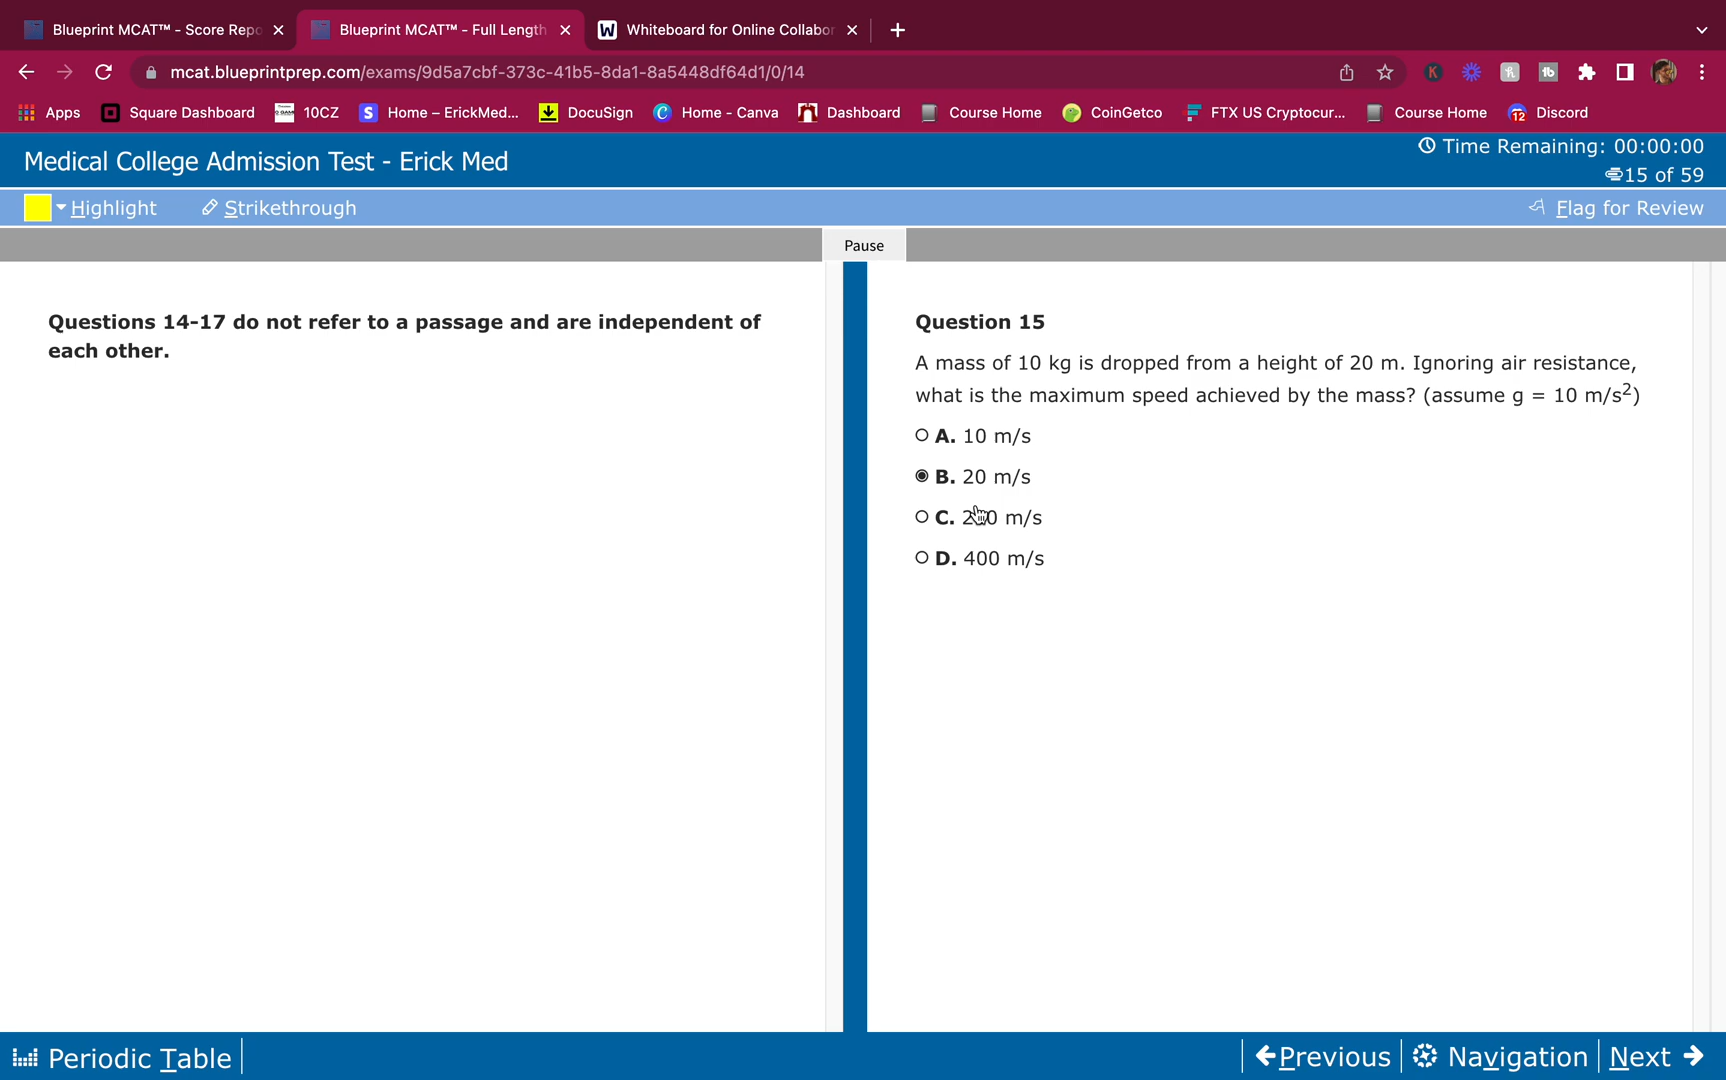 Blueprint MCAT™ - Score Repo
Blueprint MCAT™ - Full Length
W Whiteboard for Online Collabor
mcat.blueprintprep.com/exams/9d5a7cbf-373c-41b5-8da1-8a5448df64d1/0/14
Apps Square Dashboard 10CZ Home – ErickMed... DocuSign Home - Canva Dashboard Course Home CoinGetco FTX US Cryptocur... Course Home 12 Discord
Medical College Admission Test - Erick Med
Time Remaining: 00:00:00
15 of 59
Highlight Strikethrough Flag for Review
Pause
Questions 14-17 do not refer to a passage and are independent of
each other.
Question 15
A mass of 10 kg is dropped from a height of 20 m. Ignoring air resistance,
what is the maximum speed achieved by the mass? (assume g = 10 m/s²)
A. 10 m/s
B. 20 m/s
C. m/s
D. 400 m/s
Periodic Table Previous Navigation Next